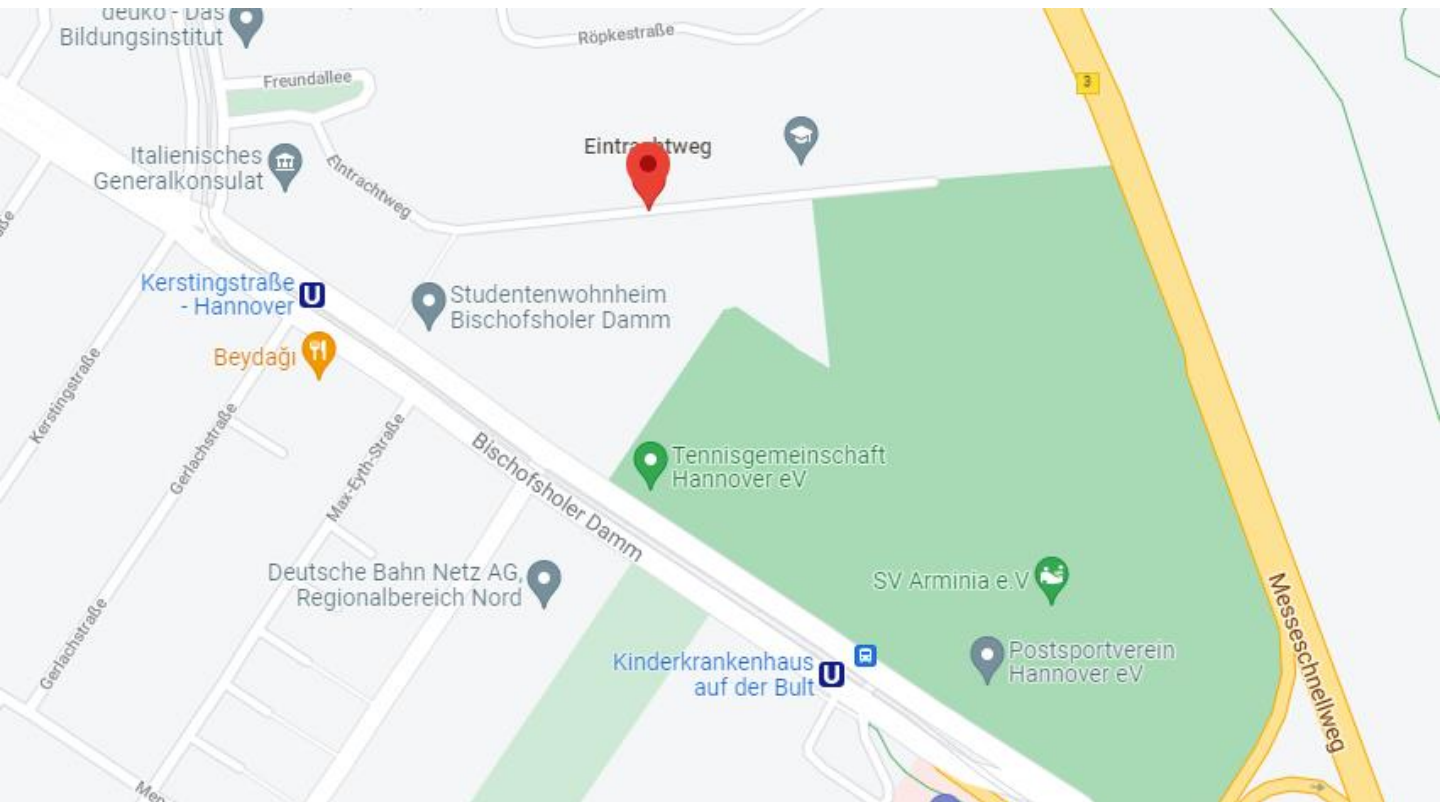 deuko - Das
Bildungsinstitut
Röpkestraße
Freundallee
3
Italienisches
Generalkonsulat
Eintrachtweg
Eintrachtweg
Kerstingstraße
- Hannover
U
Studentenwohnheim
Bischofsholer Damm
Beydağı
Kerstingstraße
Gerlachstraße
Max-Eyth-Straße
Bischofsholer Damm
Tennisgemeinschaft
Hannover eV
Deutsche Bahn Netz AG,
Regionalbereich Nord
SV Arminia e.V
Messeschnellweg
Gerlachstraße
Kinderkrankenhaus
auf der Bult
U
Postsportverein
Hannover eV